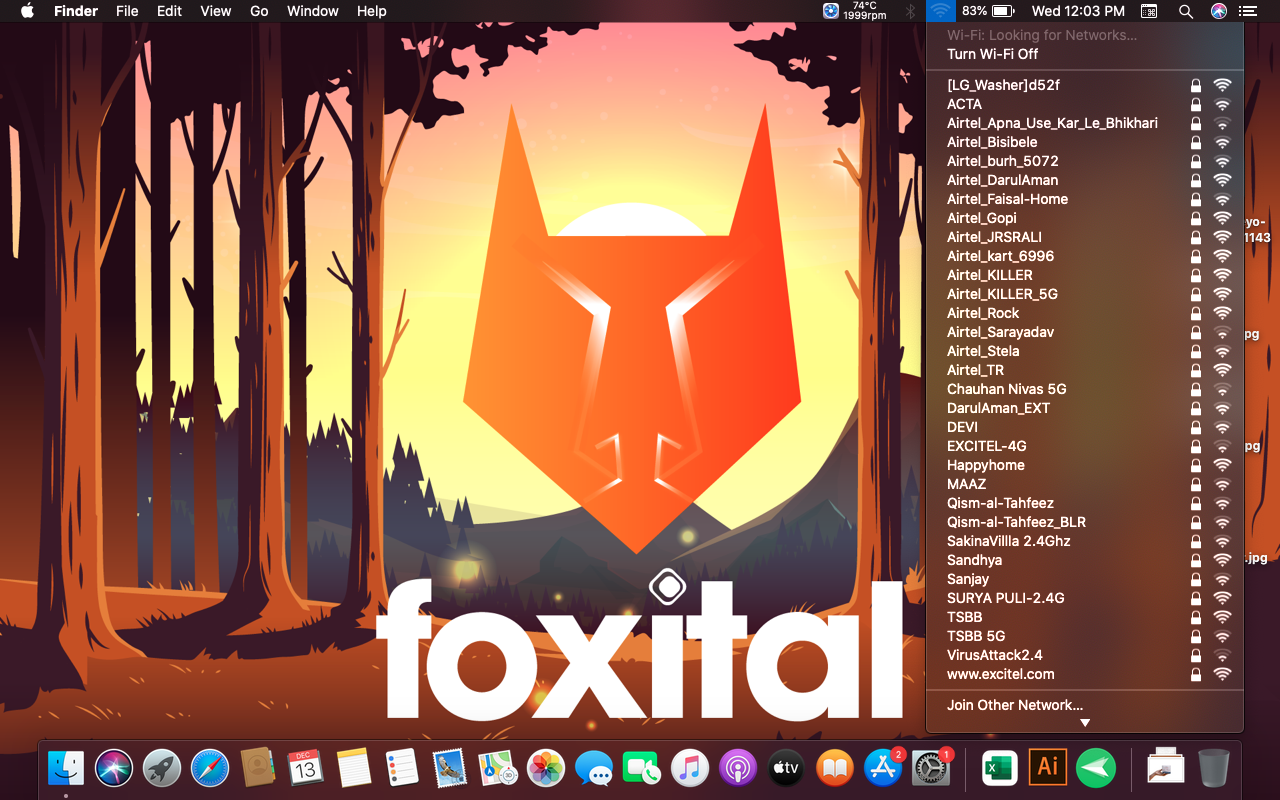 Finder File Edit View Go Window Help 74°C 83% Wed 12:03 PM
1999rpm
Wi-Fi: Looking for Networks...
Turn Wi-Fi Off
[LG_Washer]d52f
ACTA
Airtel_Apna_Use_Kar_Le_Bhikhari
Airtel_Bisibele
Airtel_burh_5072
Airtel_DarulAman
Airtel_Faisal-Home
Airtel_Gopi
Airtel_JRSRALI
Airtel_kart_6996
Airtel_KILLER
Airtel_KILLER_5G
Airtel_Rock
Airtel_Sarayadav
Airtel_Stela
Airtel_TR
Chauhan Nivas 5G
DarulAman_EXT
DEVI
EXCITEL-4G
Happyhome
MAAZ
Qism-al-Tahfeez
Qism-al-Tahfeez_BLR
SakinaVillla 2.4Ghz
Sandhya
Sanjay
SURYA PULI-2.4G
TSBB
TSBB 5G
VirusAttack2.4
www.excitel.com
Join Other Network...
yo-
1143
pg
pg
.jpg
foxital
DEC
13
tv
2
1
Ai